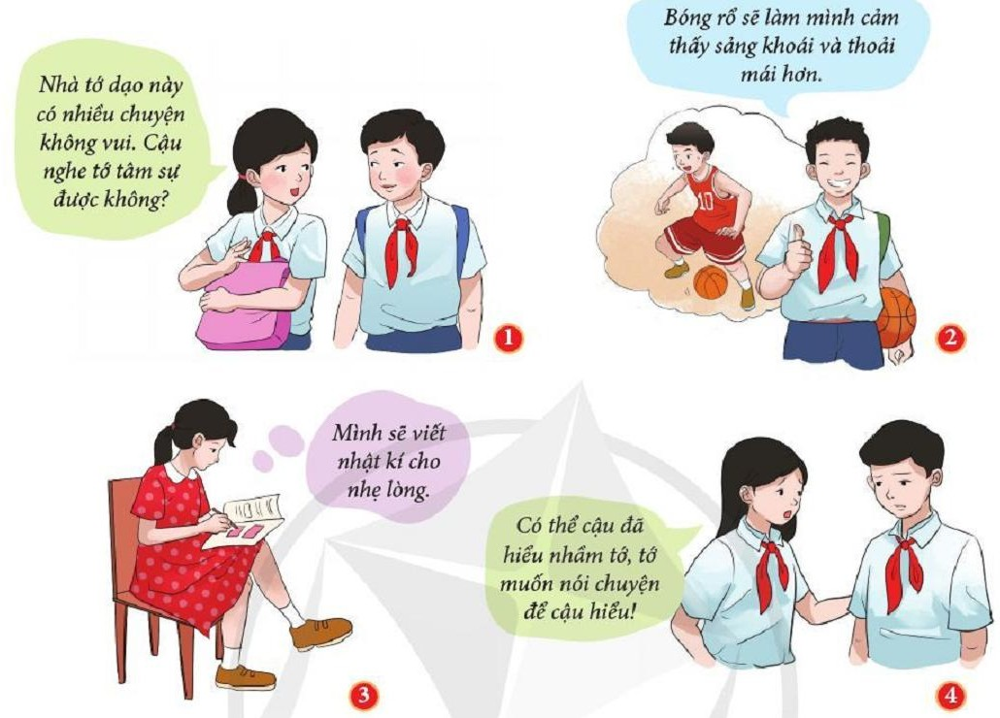 Nhà tớ dạo này
có nhiều chuyện
không vui. Cậu
nghe tớ tâm sự
được không?
1
Bóng rổ sẽ làm mình cảm
thấy sảng khoái và thoải
mái hơn.
10
2
Mình sẽ viết
nhật kí cho
nhẹ lòng.
3
Có thể cậu đã
hiểu nhầm tớ, tớ
muốn nói chuyện
để cậu hiểu!
4